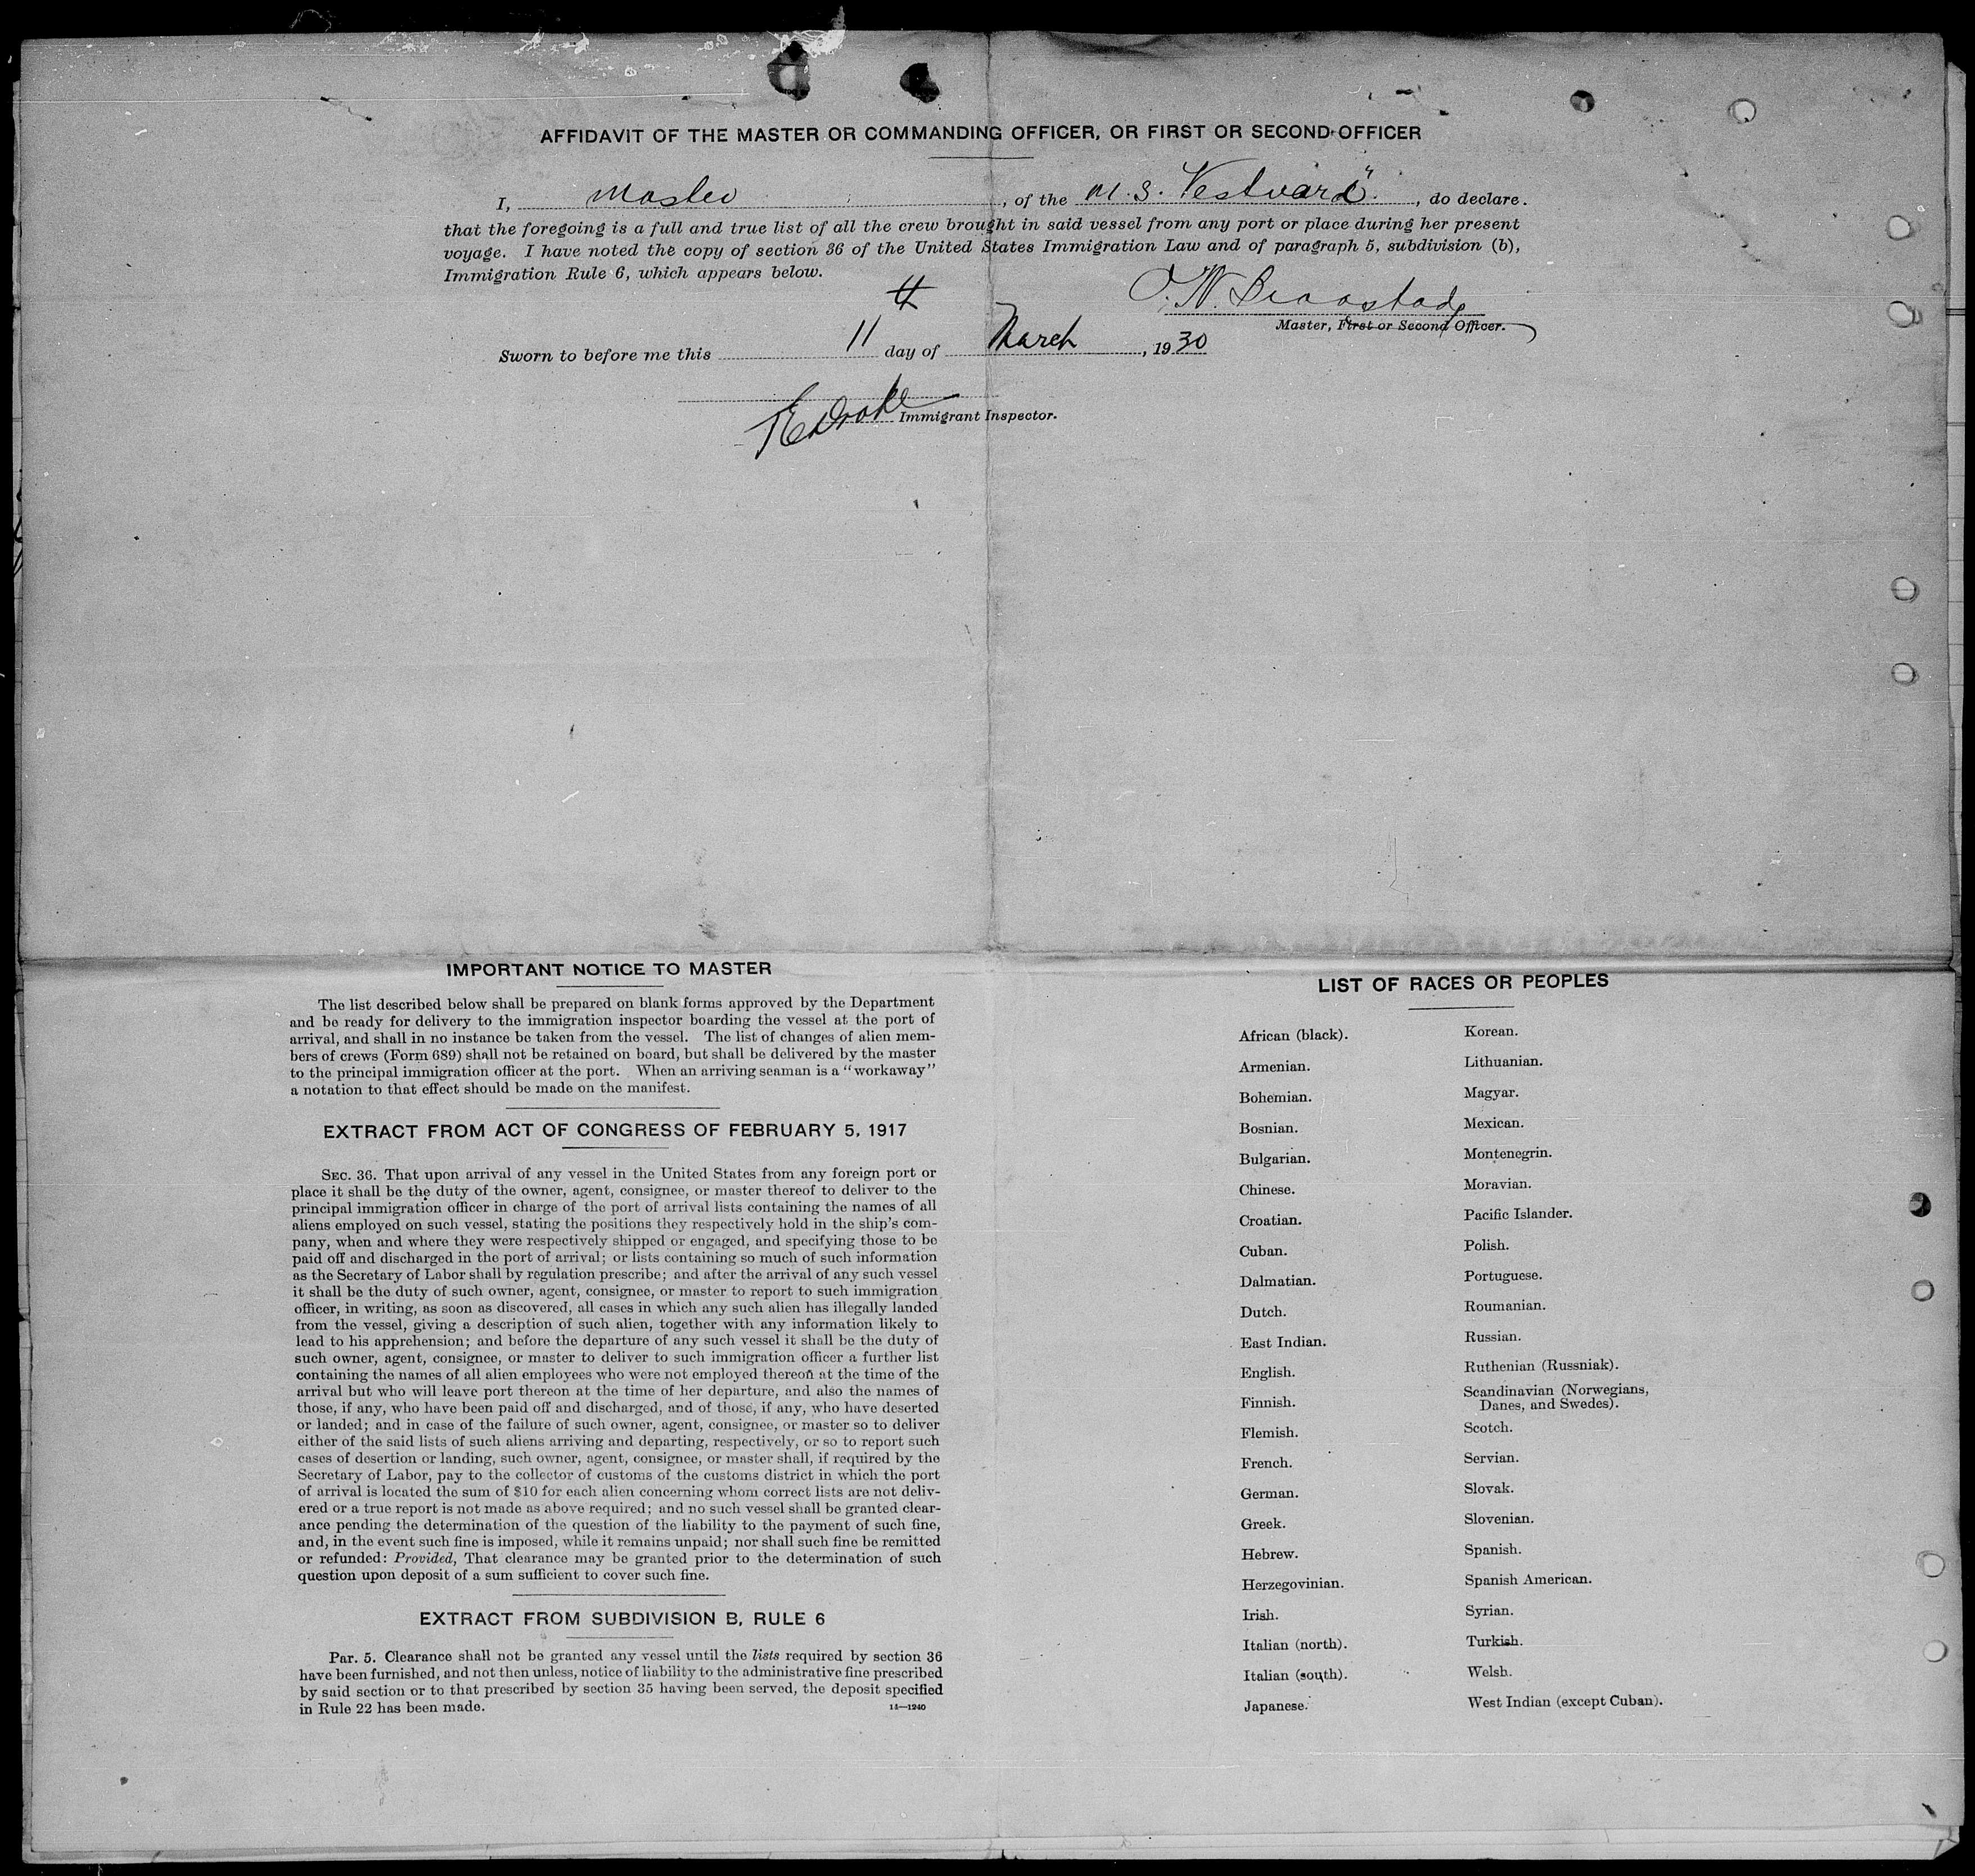 AFFIDAVIT OF THE MASTER OR COMMANDING OFFICER, OR FIRST OR SECOND OFFICER
I, Master, of the M.S. Vestvard", do declare.
that the foregoing is a full and true list of all the crew brought in said vessel from any port or place during her present
voyage. I have noted the copy of section 36 of the United States Immigration Law and of paragraph 5, subdivision (b),
Immigration Rule 6, which appears below.
Master, First or Second Officer.
Sworn to before me this 11 day of March, 1930
Immigrant Inspector.
IMPORTANT NOTICE TO MASTER
The list described below shall be prepared on blank forms approved by the Department
and be ready for delivery to the immigration inspector boarding the vessel at the port of
arrival, and shall in no instance be taken from the vessel. The list of changes of alien mem-
bers of crews (Form 689) shall not be retained on board, but shall be delivered by the master
to the principal immigration officer at the port. When an arriving seaman is a "workaway"
a notation to that effect should be made on the manifest.
EXTRACT FROM ACT OF CONGRESS OF FEBRUARY 5, 1917
SEC. 36. That upon arrival of any vessel in the United States from any foreign port or
place it shall be the duty of the owner, agent, consignee, or master thereof to deliver to the
principal immigration officer in charge of the port of arrival lists containing the names of all
aliens employed on such vessel, stating the positions they respectively hold in the ship's com-
pany, when and where they were respectively shipped or engaged, and specifying those to be
paid off and discharged in the port of arrival; or lists containing so much of such information
as the Secretary of Labor shall by regulation prescribe; and after the arrival of any such vessel
it shall be the duty of such owner, agent, consignee, or master to report to such immigration
officer, in writing, as soon as discovered, all cases in which any such alien has illegally landed
from the vessel, giving a description of such alien, together with any information likely to
lead to his apprehension; and before the departure of any such vessel it shall be the duty of
such owner, agent, consignee, or master to deliver to such immigration officer a further list
containing the names of all alien employees who were not employed thereon at the time of the
arrival but who will leave port thereon at the time of her departure, and also the names of
those, if any, who have been paid off and discharged, and of those, if any, who have deserted
or landed; and in case of the failure of such owner, agent, consignee, or master so to deliver
either of the said lists of such aliens arriving and departing, respectively, or so to report such
cases of desertion or landing, such owner, agent, consignee, or master shall, if required by the
Secretary of Labor, pay to the collector of customs of the customs district in which the port
of arrival is located the sum of $10 for each alien concerning whom correct lists are not deliv-
ered or a true report is not made as above required; and no such vessel shall be granted clear-
ance pending the determination of the question of the liability to the payment of such fine,
and, in the event such fine is imposed, while it remains unpaid; nor shall such fine be remitted
or refunded: Provided, That clearance may be granted prior to the determination of such
question upon deposit of a sum sufficient to cover such fine.
EXTRACT FROM SUBDIVISION B, RULE 6
Par. 5. Clearance shall not be granted any vessel until the lists required by section 36
have been furnished, and not then unless, notice of liability to the administrative fine prescribed
by said section or to that prescribed by section 35 having been served, the deposit specified
in Rule 22 has been made.
14—1240
LIST OF RACES OR PEOPLES
African (black).
Armenian.
Bohemian.
Bosnian.
Bulgarian.
Chinese.
Croatian.
Cuban.
Dalmatian.
Dutch.
East Indian.
English.
Finnish.
Flemish.
French.
German.
Greek.
Hebrew.
Herzegovinian.
Irish.
Italian (north).
Italian (south).
Japanese.
Korean.
Lithuanian.
Magyar.
Mexican.
Montenegrin.
Moravian.
Pacific Islander.
Polish.
Portuguese.
Roumanian.
Russian.
Ruthenian (Russniak).
Scandinavian (Norwegians,
Danes, and Swedes).
Scotch.
Servian.
Slovak.
Slovenian.
Spanish.
Spanish American.
Syrian.
Turkish.
Welsh.
West Indian (except Cuban).